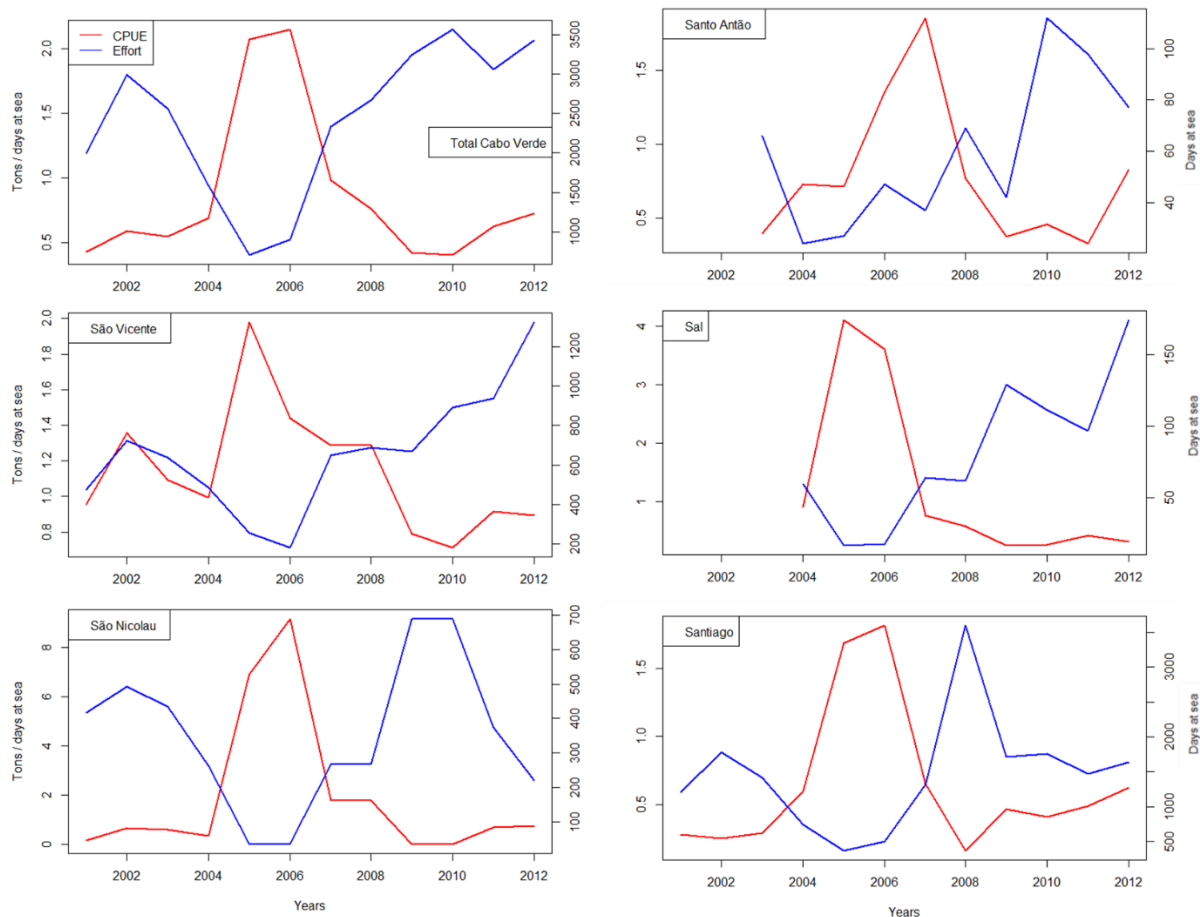 CPUE
Effort
Total Cabo Verde
Tons / days at sea
0.5 1.0 1.5 2.0
1000 1500 2000 2500 3000 3500
2002 2004 2006 2008 2010 2012
Santo Antão
0.5 1.0 1.5
40 60 80 100
Days at sea
2002 2004 2006 2008 2010 2012
São Vicente
Tons / days at sea
0.8 1.0 1.2 1.4 1.6 1.8 2.0
200 400 600 800 1000 1200
2002 2004 2006 2008 2010 2012
Sal
1 2 3 4
50 100 150
Days at sea
2002 2004 2006 2008 2010 2012
São Nicolau
Tons / days at sea
0 2 4 6 8
100 200 300 400 500 600 700
2002 2004 2006 2008 2010 2012
Years
Santiago
0.5 1.0 1.5
500 1000 2000 3000
Days at sea
2002 2004 2006 2008 2010 2012
Years